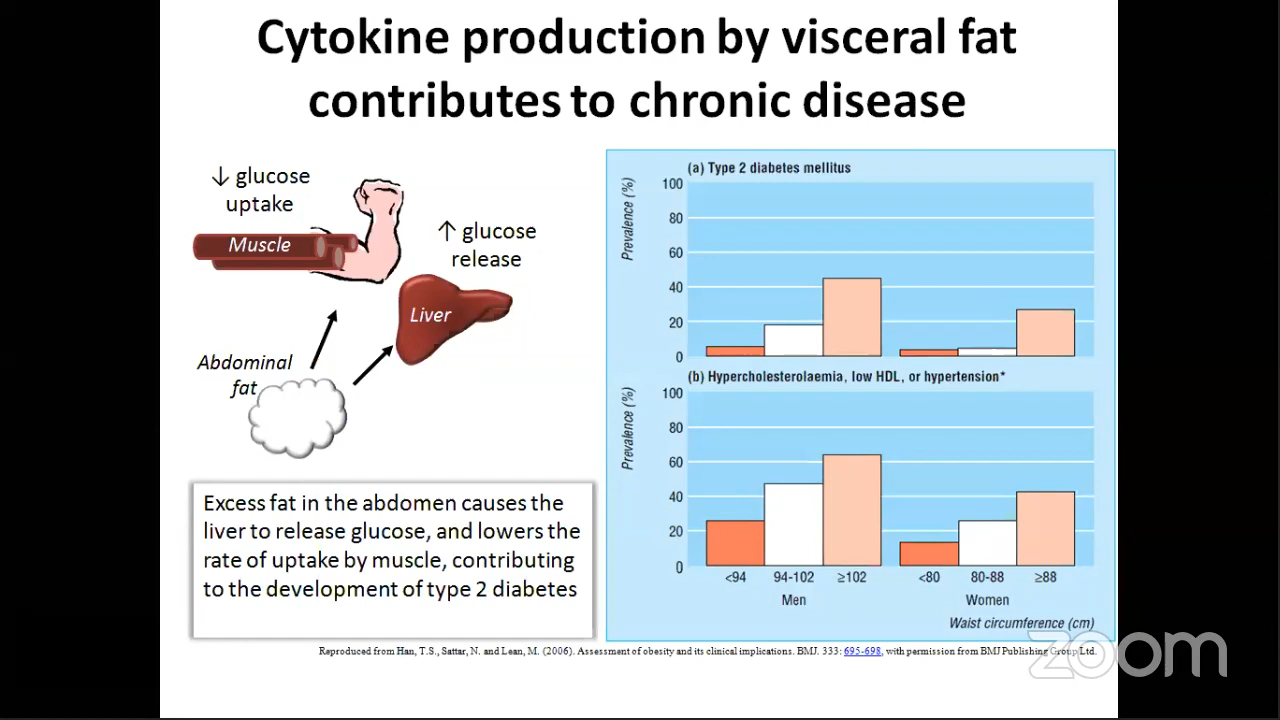 Cytokine production by visceral fat
contributes to chronic disease
↓ glucose
uptake
Muscle
↑ glucose
release
Liver
Abdominal
fat
Excess fat in the abdomen causes the
liver to release glucose, and lowers the
rate of uptake by muscle, contributing
to the development of type 2 diabetes
(a) Type 2 diabetes mellitus
Prevalence (%)
100
80
60
40
20
0
(b) Hypercholesterolaemia, low HDL, or hypertension*
Prevalence (%)
100
80
60
40
20
0
<94 94-102 ≥102 <80 80-88 ≥88
Men Women
Waist circumference (cm)
Reproduced from Han, T.S., Sattar, N. and Lean, M. (2006). Assessment of obesity and its clinical implications. BMJ. 333: 695-698, with permission from BMJ Publishing Group Ltd.
zoom